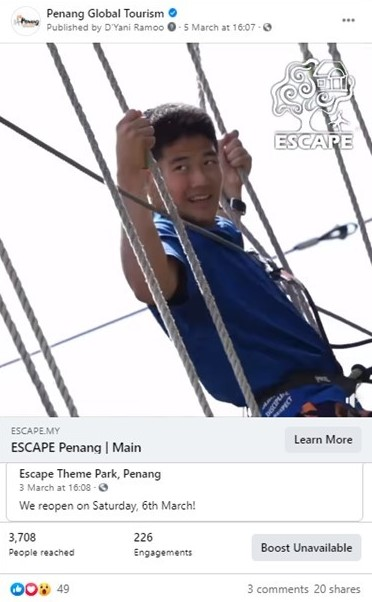 Penang
Penang Global Tourism
Published by D'Yani Ramoo · 5 March at 16:07 ·
ESCAPE
ESCAPE.MY
ESCAPE Penang | Main
Learn More
Escape Theme Park, Penang
3 March at 16:08 ·
We reopen on Saturday, 6th March!
3,708
People reached
226
Engagements
Boost Unavailable
49
3 comments 20 shares